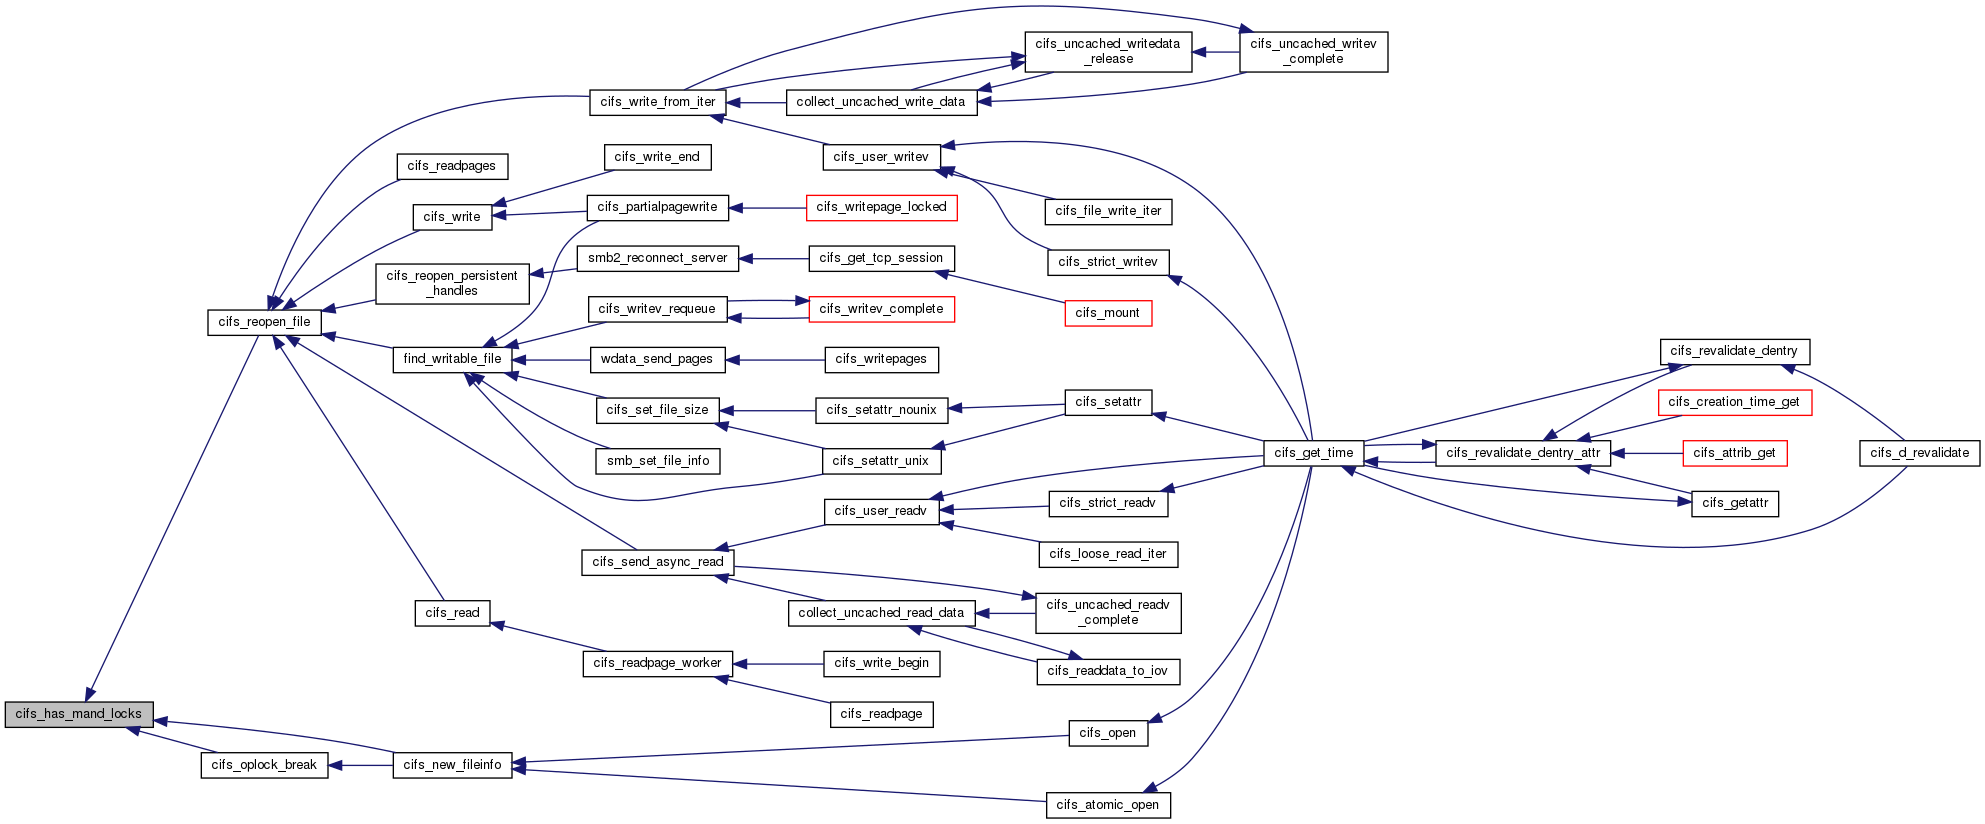 cifs_uncached_writedata
_release
cifs_uncached_writev
_complete
cifs_write_from_iter
collect_uncached_write_data
cifs_readpages
cifs_write_end
cifs_user_writev
cifs_write
cifs_partialpagewrite
cifs_writepage_locked
cifs_file_write_iter
cifs_reopen_persistent
_handles
smb2_reconnect_server
cifs_get_tcp_session
cifs_strict_writev
cifs_reopen_file
cifs_writev_requeue
cifs_writev_complete
cifs_mount
find_writable_file
wdata_send_pages
cifs_writepages
cifs_revalidate_dentry
cifs_set_file_size
cifs_setattr_nounix
cifs_setattr
cifs_creation_time_get
smb_set_file_info
cifs_setattr_unix
cifs_get_time
cifs_revalidate_dentry_attr
cifs_attrib_get
cifs_d_revalidate
cifs_user_readv
cifs_strict_readv
cifs_getattr
cifs_send_async_read
cifs_loose_read_iter
cifs_read
collect_uncached_read_data
cifs_uncached_readv
_complete
cifs_readpage_worker
cifs_write_begin
cifs_readdata_to_iov
cifs_has_mand_locks
cifs_readpage
cifs_open
cifs_oplock_break
cifs_new_fileinfo
cifs_atomic_open